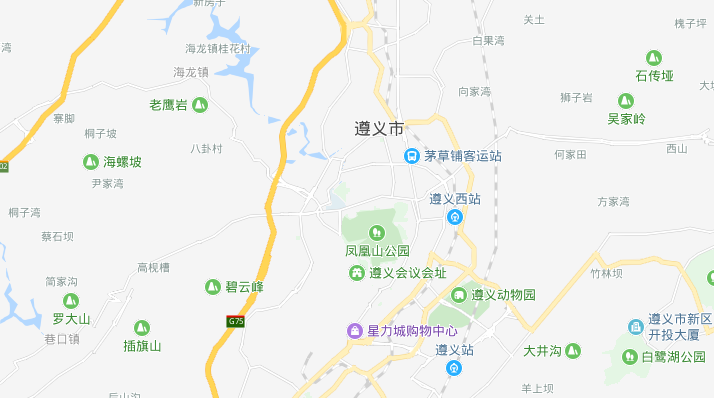 新房子
关土
槐子坪
白果湾
湾
海龙镇桂花村
海龙镇
石传垭
向家湾
狮子岩
老鹰岩
吴家岭
寨脚
遵义市
桐子坡
八卦村
茅草铺客运站
西山
何家田
海螺坡
02
尹家湾
遵义西站
方家湾
桐子湾
蔡石坝
凤凰山公园
高枧槽
遵义会议会址
竹林坝
简家沟
碧云峰
遵义动物园
罗大山
G75
遵义市新区
开投大厦
星力城购物中心
巷口镇
插旗山
遵义站
大井沟
白鹭湖公园
羊上坝